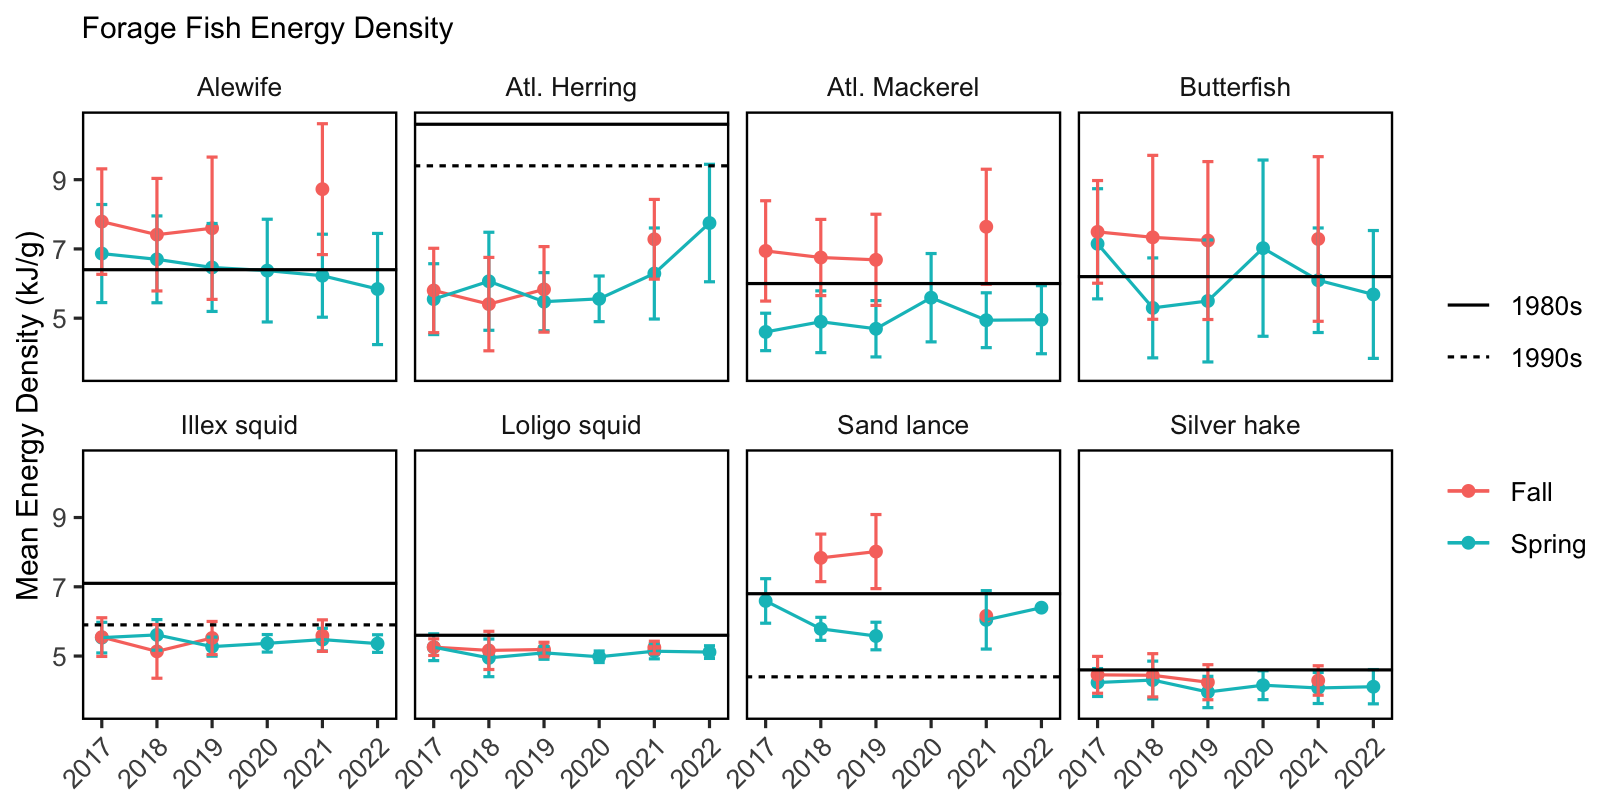 Forage Fish Energy Density
Alewife
Atl. Herring
Atl. Mackerel
Butterfish
Mean Energy Density (kJ/g)
9
7
5
Illex squid
Loligo squid
Sand lance
Silver hake
9
7
5
2017 2018 2019 2020 2021 2022
2017 2018 2019 2020 2021 2022
2017 2018 2019 2020 2021 2022
2017 2018 2019 2020 2021 2022
1980s
1990s
Fall
Spring